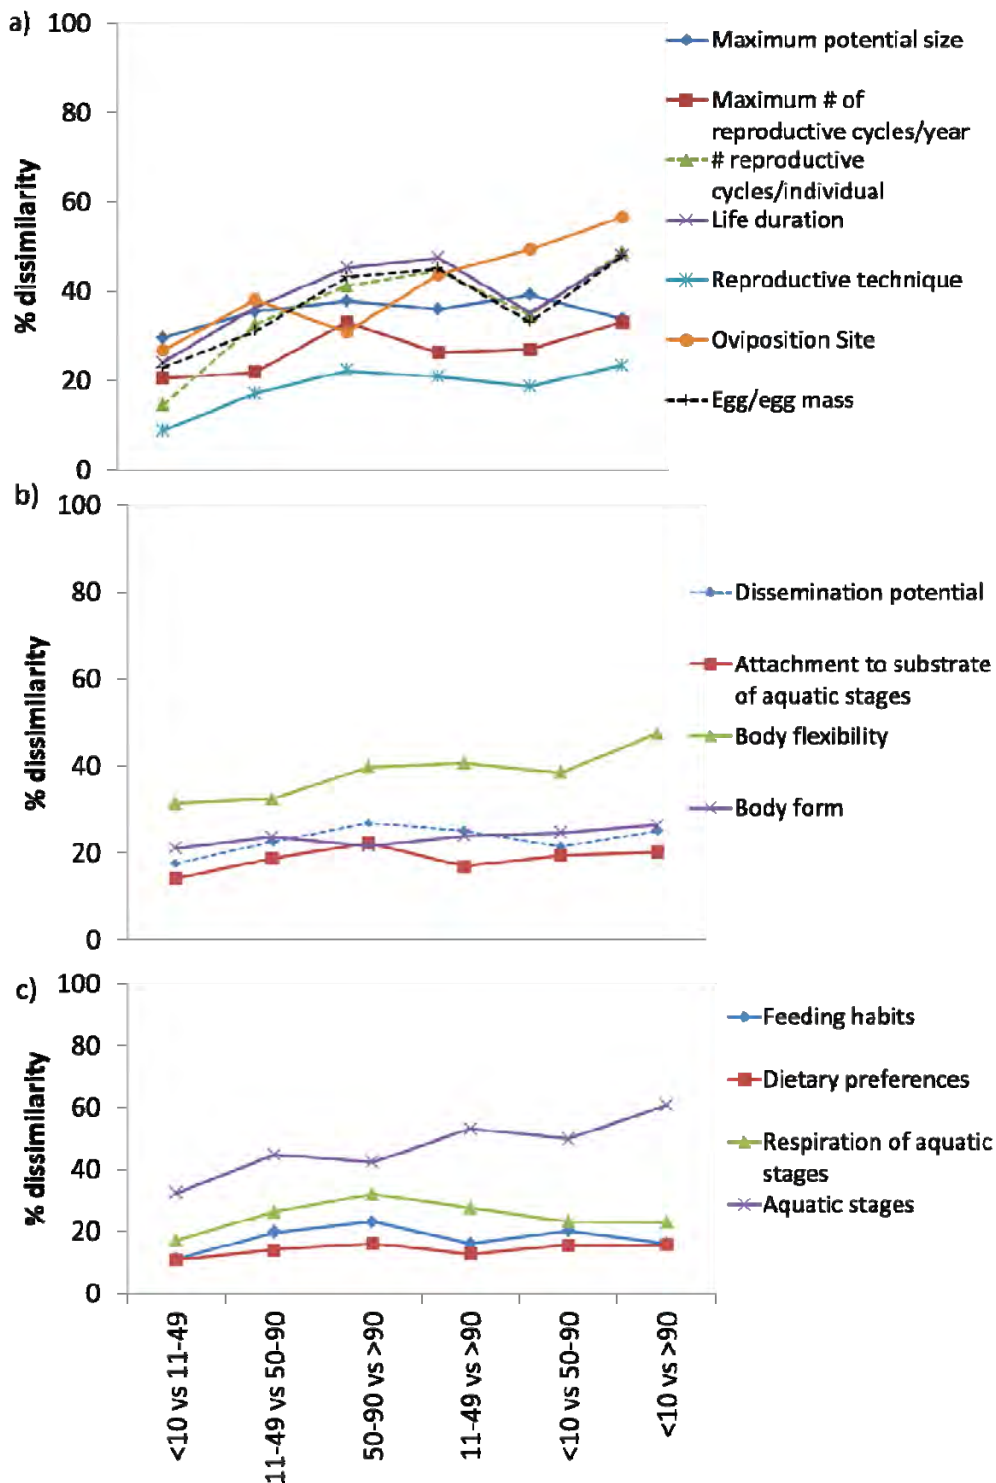 a)
100
80
60
40
20
0
% dissimilarity
Maximum potential size
Maximum # of
reproductive cycles/year
# reproductive
cycles/individual
Life duration
Reproductive technique
Oviposition Site
Egg/egg mass
b)
100
80
60
40
20
0
% dissimilarity
Dissemination potential
Attachment to substrate
of aquatic stages
Body flexibility
Body form
c)
100
80
60
40
20
0
% dissimilarity
Feeding habits
Dietary preferences
Respiration of aquatic
stages
Aquatic stages
<10 vs 11-49
11-49 vs 50-90
50-90 vs >90
11-49 vs >90
<10 vs 50-90
<10 vs >90